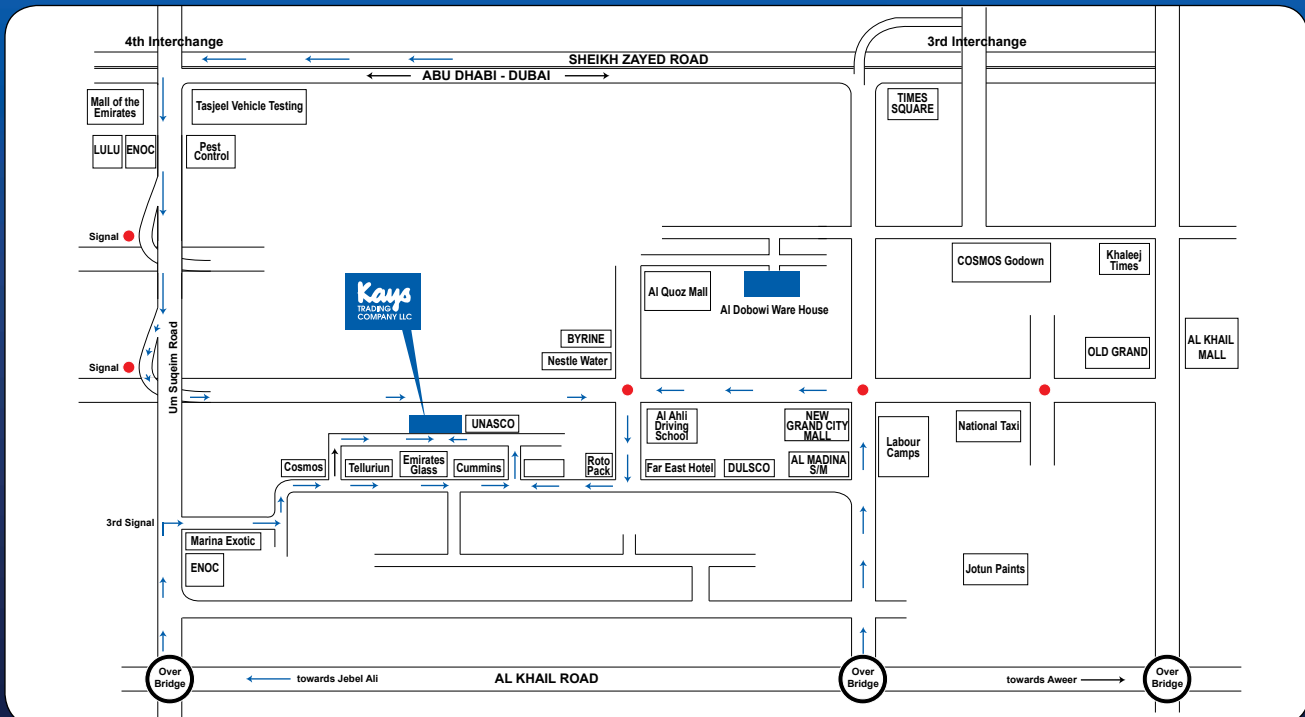 4th Interchange
3rd Interchange
SHEIKH ZAYED ROAD
ABU DHABI - DUBAI
Mall of the
Emirates
Tasjeel Vehicle Testing
TIMES
SQUARE
LULU
ENOC
Pest
Control
Signal
COSMOS Godown
Khaleej
Times
Kays
TRADING
COMPANY LLC
Al Quoz Mall
Al Dobowi Ware House
Um Suqeim Road
BYRINE
Nestle Water
OLD GRAND
AL KHAIL
MALL
Signal
UNASCO
Al Ahli
Driving
School
NEW
GRAND CITY
MALL
Labour
Camps
National Taxi
Cosmos
Telluriun
Emirates
Glass
Cummins
Roto
Pack
Far East Hotel
DULSCO
AL MADINA
S/M
3rd Signal
Marina Exotic
ENOC
Jotun Paints
Over
Bridge
towards Jebel Ali
AL KHAIL ROAD
Over
Bridge
towards Aweer
Over
Bridge